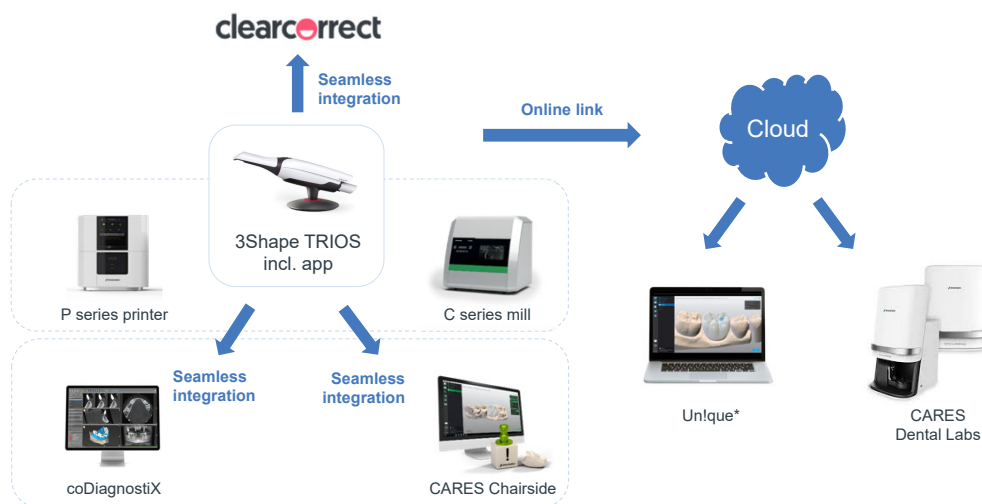 clearcorrect
Seamless
integration
Online link
Cloud
3Shape TRIOS
incl. app
P series printer
C series mill
Seamless
integration
Seamless
integration
Un!que*
CARES
Dental Labs
!
coDiagnostiX
CARES Chairside